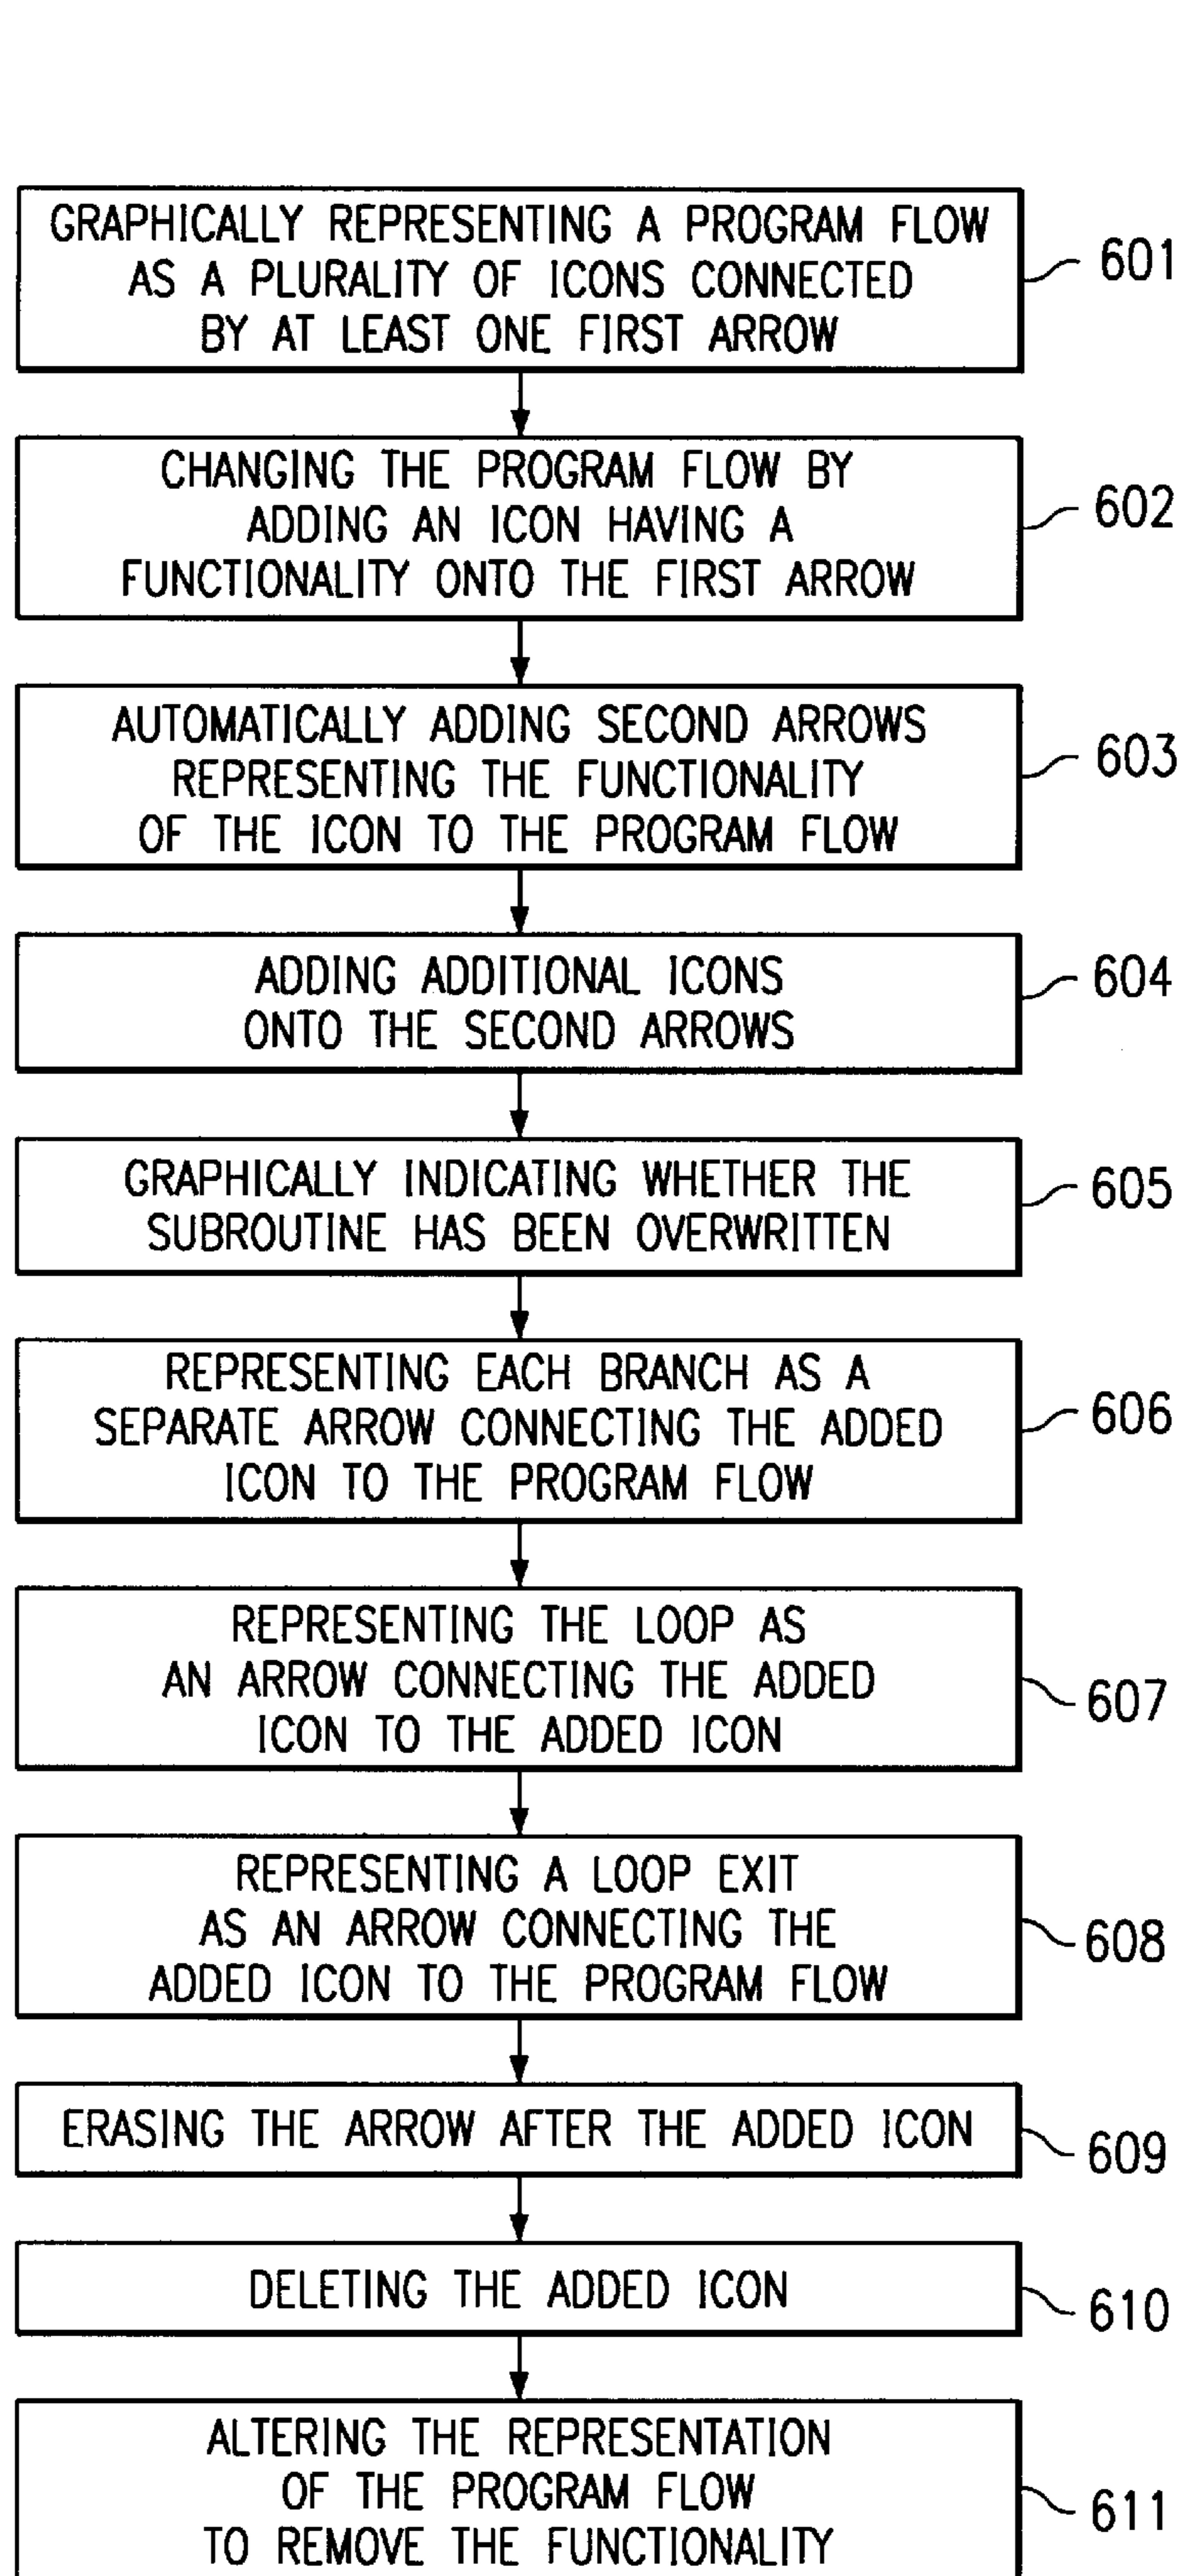 GRAPHICALLY REPRESENTING A PROGRAM FLOW
AS A PLURALITY OF ICONS CONNECTED
BY AT LEAST ONE FIRST ARROW
601
CHANGING THE PROGRAM FLOW BY
ADDING AN ICON HAVING A
FUNCTIONALITY ONTO THE FIRST ARROW
602
AUTOMATICALLY ADDING SECOND ARROWS
REPRESENTING THE FUNCTIONALITY
OF THE ICON TO THE PROGRAM FLOW
603
ADDING ADDITIONAL ICONS
ONTO THE SECOND ARROWS
604
GRAPHICALLY INDICATING WHETHER THE
SUBROUTINE HAS BEEN OVERWRITTEN
605
REPRESENTING EACH BRANCH AS A
SEPARATE ARROW CONNECTING THE ADDED
ICON TO THE PROGRAM FLOW
606
REPRESENTING THE LOOP AS
AN ARROW CONNECTING THE ADDED
ICON TO THE ADDED ICON
607
REPRESENTING A LOOP EXIT
AS AN ARROW CONNECTING THE
ADDED ICON TO THE PROGRAM FLOW
608
ERASING THE ARROW AFTER THE ADDED ICON
609
DELETING THE ADDED ICON
610
ALTERING THE REPRESENTATION
OF THE PROGRAM FLOW
TO REMOVE THE FUNCTIONALITY
611